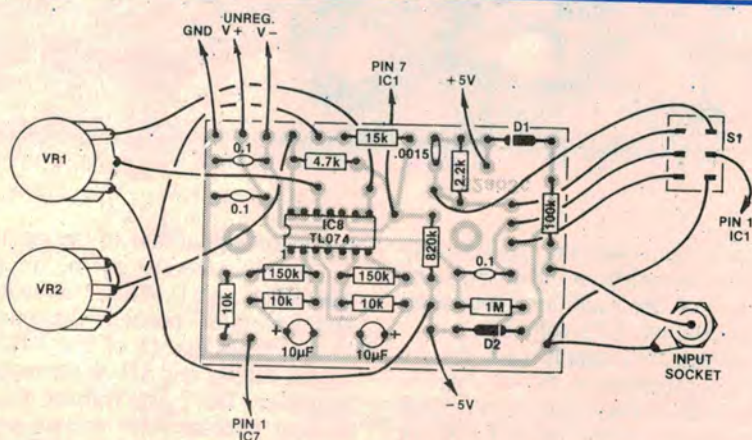 UNREG.
GND V+ V-
PIN 7
IC1
+5V
D1
S1
VR1
0.1
15k
.0015
4.7k
2.2k
0.1
IC8
TL074
1
100k
PIN 1
IC1
820k
VR2
150k
150k
0.1
10k
10k
10k
1M
+
+
10µF
10µF
D2
INPUT
SOCKET
PIN 1
IC7
-5V